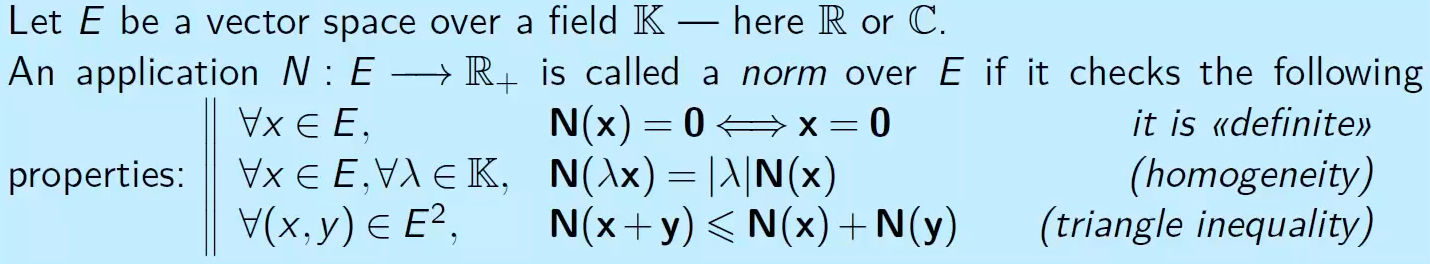 Let E be a vector space over a field 𝕂 — here ℝ or ℂ.
An application N : E ⟶ ℝ₊ is called a norm over E if it checks the following
∀x ∈ E, N(x) = 0 ⟺ x = 0 it is «definite»
properties: ∀x ∈ E, ∀λ ∈ 𝕂, N(λx) = |λ|N(x) (homogeneity)
∀(x, y) ∈ E², N(x + y) ⩽ N(x) + N(y) (triangle inequality)